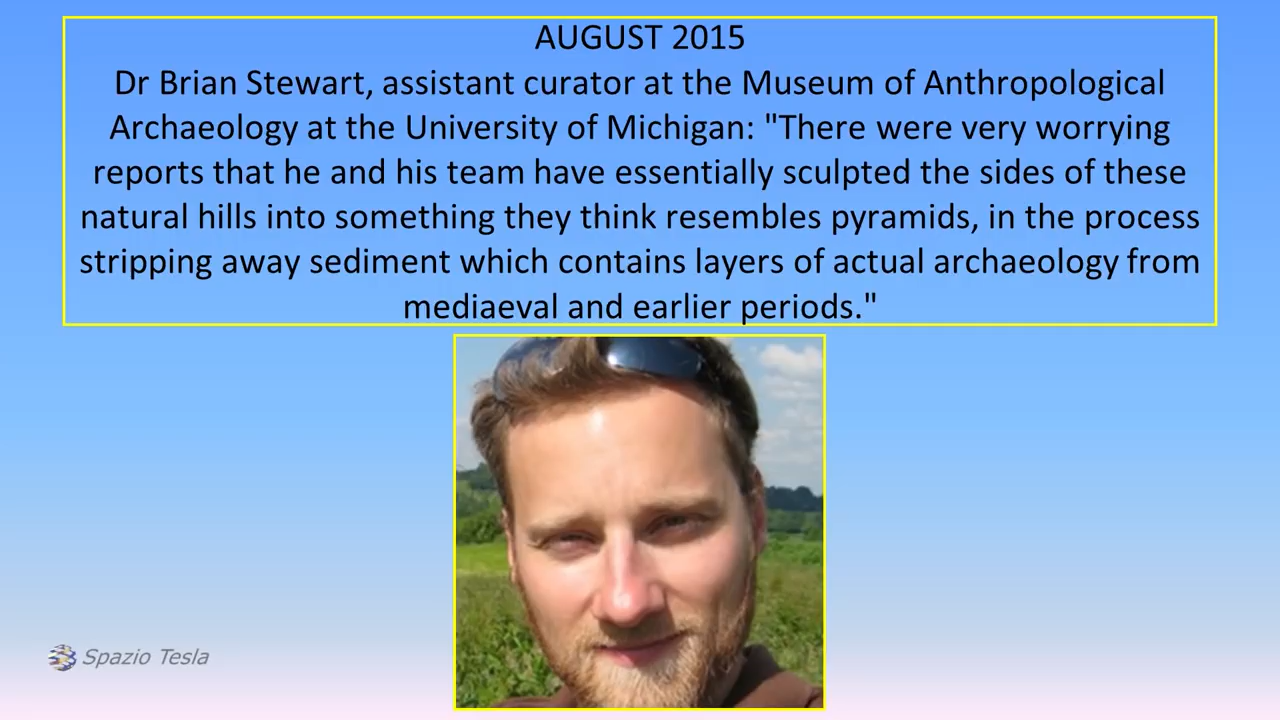 AUGUST 2015
Dr Brian Stewart, assistant curator at the Museum of Anthropological
Archaeology at the University of Michigan: "There were very worrying
reports that he and his team have essentially sculpted the sides of these
natural hills into something they think resembles pyramids, in the process
stripping away sediment which contains layers of actual archaeology from
mediaeval and earlier periods."
Spazio Tesla